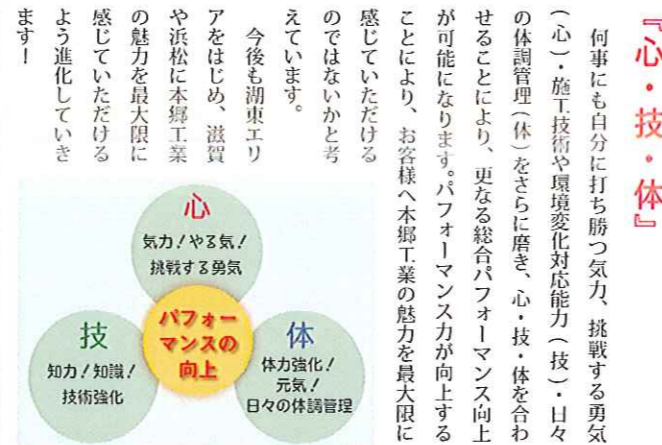 『心・技・体』
何事にも自分に打ち勝つ気力、挑戦する勇気
（心）・施工技術や環境変化対応能力（技）・日々
の体調管理（体）をさらに磨き、心・技・体を合わ
せることにより、更なる総合パフォーマンス向上
が可能になります。パフォーマンス力が向上する
ことにより、お客様へ本郷工業の魅力を最大限に
感じていただける
のではないかと考
えています。
今後も湖東エリ
アをはじめ、滋賀
や浜松に本郷工業
の魅力を最大限に
感じていただける
よう進化していき
ます！
心
気力！やる気！
挑戦する勇気
パフォー
マンスの
向上
技
知力！知識！
技術強化
体
体力強化！
元気！
日々の体調管理